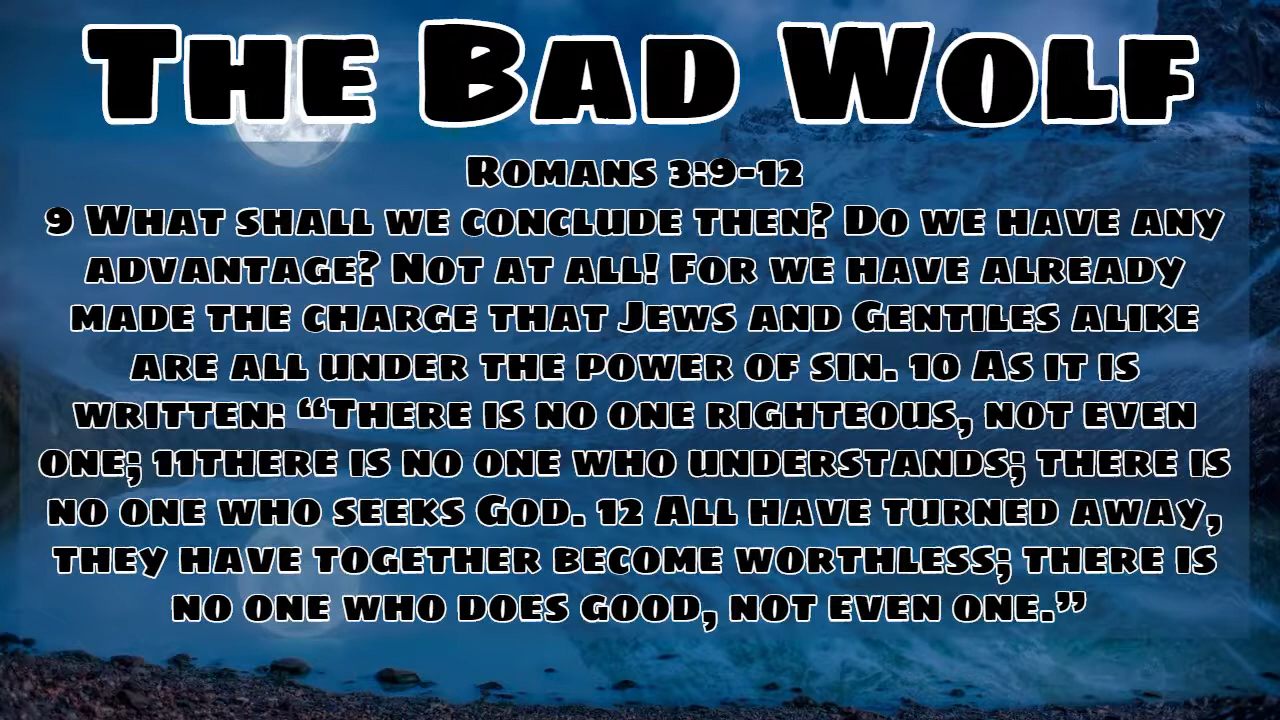 The Bad Wolf
Romans 3:9-12
9 What shall we conclude then? Do we have any
advantage? Not at all! For we have already
made the charge that Jews and Gentiles alike
are all under the power of sin. 10 As it is
written: “There is no one righteous, not even
one; 11there is no one who understands; there is
no one who seeks God. 12 All have turned away,
they have together become worthless; there is
no one who does good, not even one.”